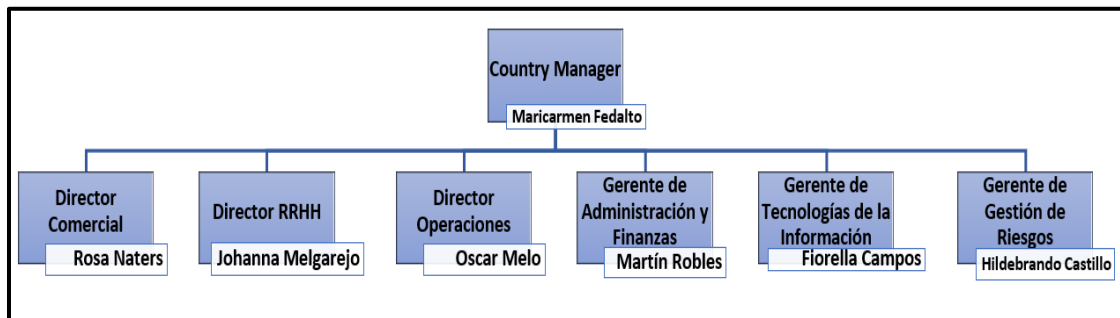 Country Manager
Maricarmen Fedalto
Director
Comercial
Rosa Naters
Director RRHH
Johanna Melgarejo
Director
Operaciones
Oscar Melo
Gerente de
Administración y
Finanzas
Martín Robles
Gerente de
Tecnologías de la
Información
Fiorella Campos
Gerente de
Gestión de
Riesgos
Hildebrando Castillo